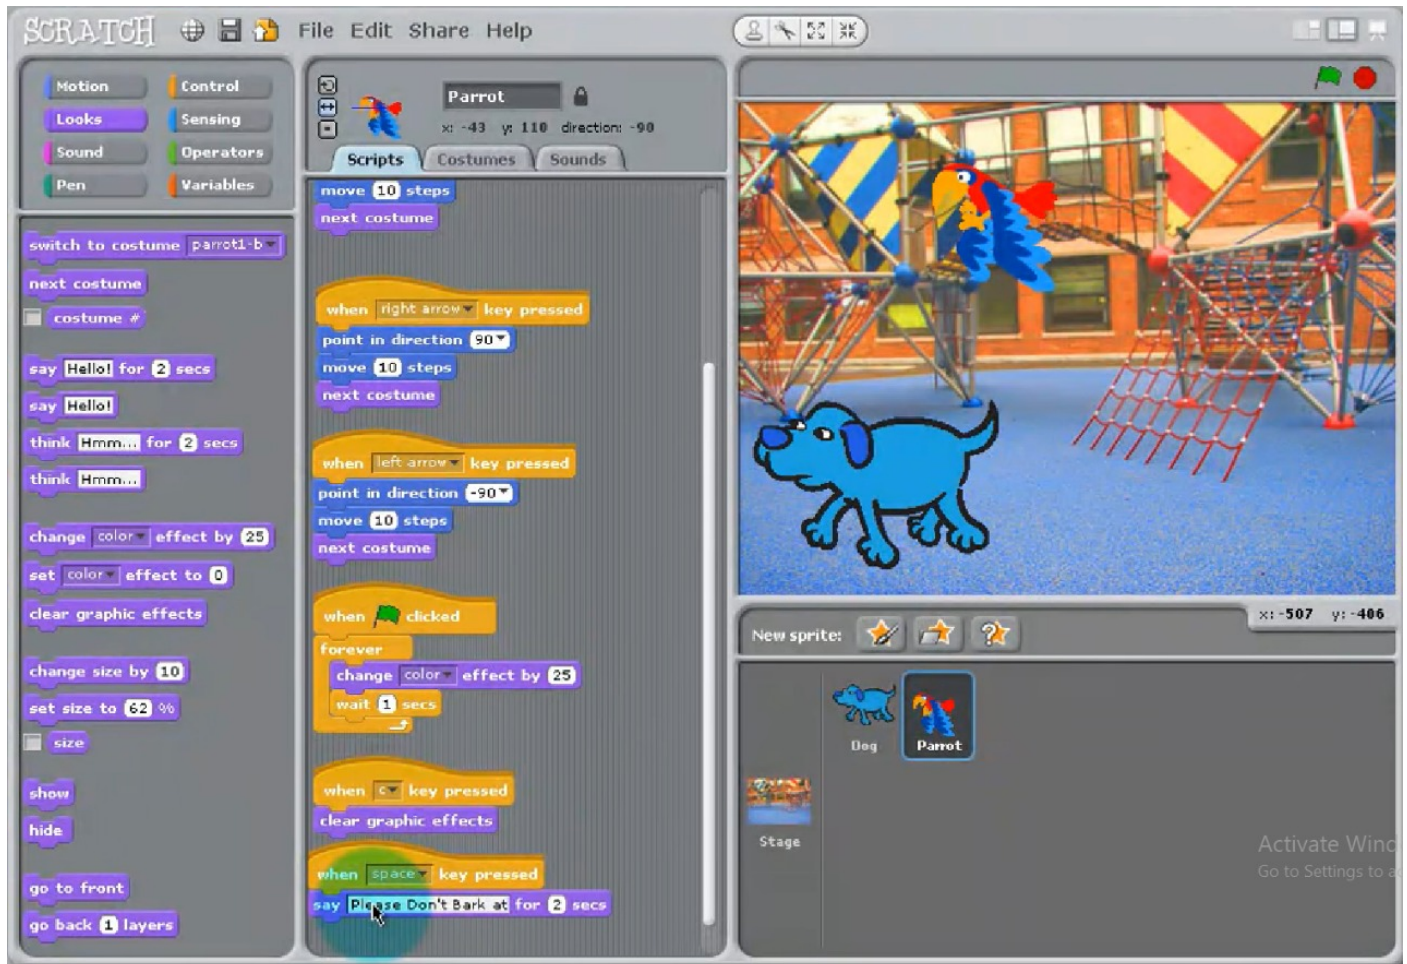 SCRATCH File Edit Share Help
Motion Control
Looks Sensing
Sound Operators
Pen Variables
switch to costume parrot1-b
next costume
costume #
say Hello! for 2 secs
say Hello!
think Hmm... for 2 secs
think Hmm...
change color effect by 25
set color effect to 0
clear graphic effects
change size by 10
set size to 62 %
size
show
hide
go to front
go back 1 layers
Parrot
x: -43 y: 110 direction: -90
Scripts Costumes Sounds
move 10 steps
next costume
when right arrow key pressed
point in direction 90
move 10 steps
next costume
when left arrow key pressed
point in direction -90
move 10 steps
next costume
when clicked
forever
change color effect by 25
wait 1 secs
when c key pressed
clear graphic effects
when space key pressed
say Please Don't Bark at for 2 secs
x: -507 y: -406
New sprite:
Dog Parrot
Stage
Activate Wind
Go to Settings to a